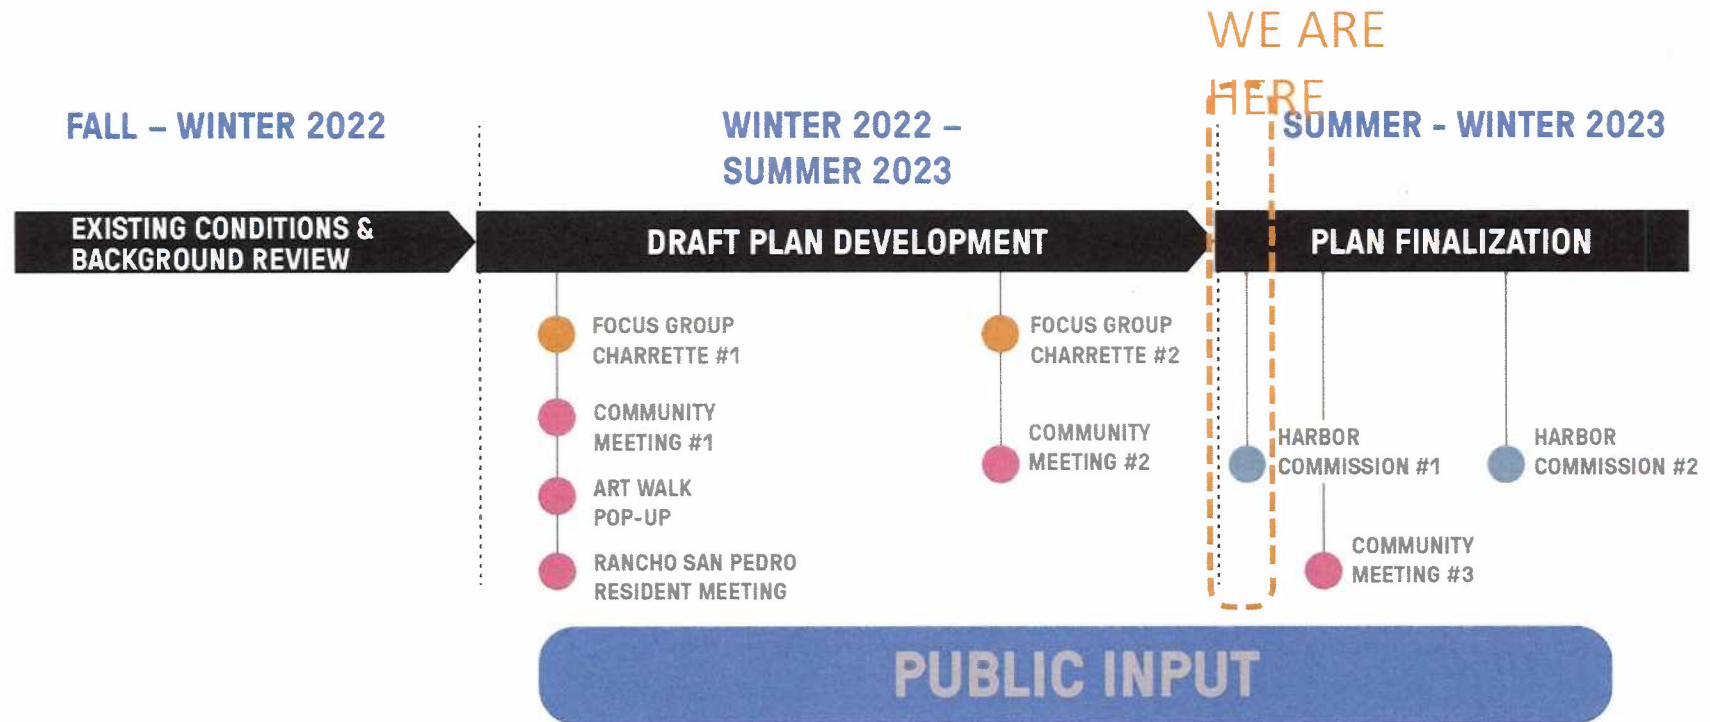 WE ARE
HERE
FALL – WINTER 2022
WINTER 2022 –
SUMMER 2023
SUMMER - WINTER 2023
EXISTING CONDITIONS &
BACKGROUND REVIEW
DRAFT PLAN DEVELOPMENT
PLAN FINALIZATION
FOCUS GROUP
CHARRETTE #1
COMMUNITY
MEETING #1
ART WALK
POP-UP
RANCHO SAN PEDRO
RESIDENT MEETING
FOCUS GROUP
CHARRETTE #2
COMMUNITY
MEETING #2
HARBOR
COMMISSION #1
COMMUNITY
MEETING #3
HARBOR
COMMISSION #2
PUBLIC INPUT